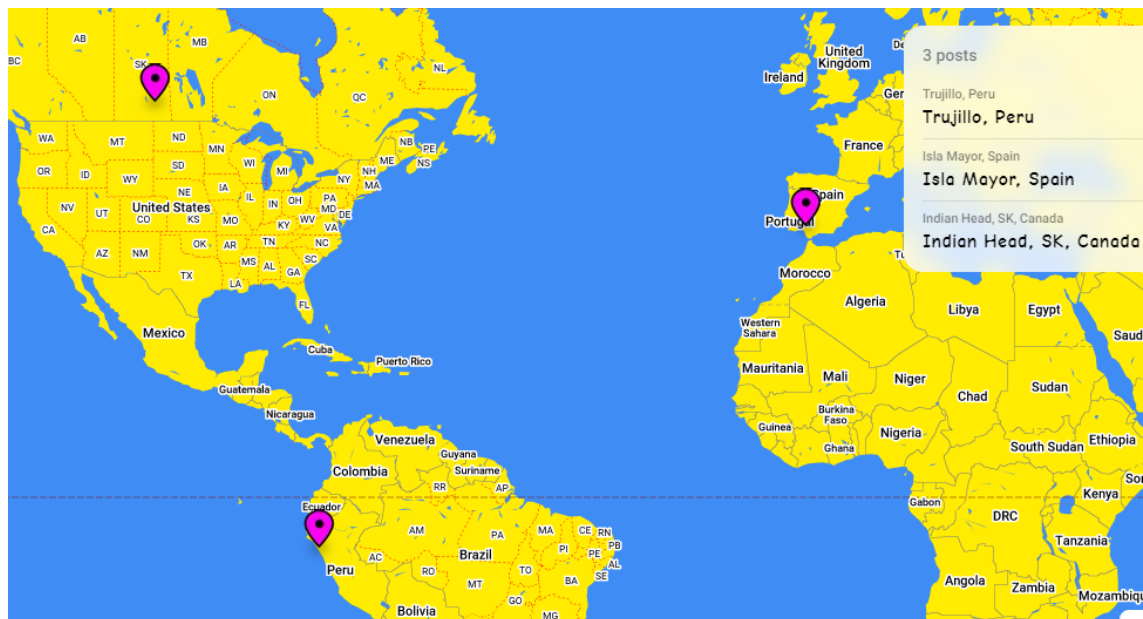 AB
MB
BC
SK
NL
ON
QC
WA
MT
ND
MN
NB
PE
NS
ME
OR
ID
SD
WI
MI
NH
NY
MA
WY
IA
NE
NV
UT
United States
CO
KS
MO
IL
IN
OH
PA
MD
DE
WV
VA
KY
CA
AZ
NM
OK
AR
TN
NC
SC
MS
AL
GA
TX
LA
FL
Mexico
Cuba
Puerto Rico
Guatemala
Nicaragua
Venezuela
Guyana
Suriname
Colombia
RR
AP
Ecuador
Peru
AM
PA
MA
CE
RN
PB
PE
AL
SE
PI
AC
RO
Brazil
TO
MT
BA
GO
MG
Bolivia
United
Kingdom
Ireland
De
Ger
France
Spain
Portugal
Morocco
Tu
Algeria
Libya
Egypt
Saud
Western
Sahara
Mauritania
Mali
Niger
Chad
Sudan
Burkina
Faso
Guinea
Ghana
Nigeria
South Sudan
Ethiopia
So
Gabon
Kenya
DRC
Tanzania
Angola
Zambia
Mozambiqu
3 posts
Trujillo, Peru
Trujillo, Peru
Isla Mayor, Spain
Isla Mayor, Spain
Indian Head, SK, Canada
Indian Head, SK, Canada